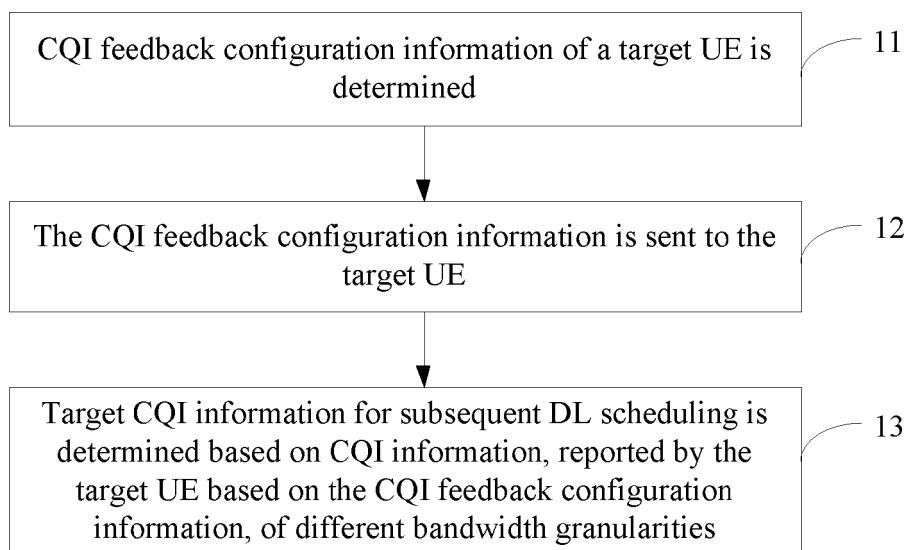 CQI feedback configuration information of a target UE is
determined
11
The CQI feedback configuration information is sent to the
target UE
12
Target CQI information for subsequent DL scheduling is
determined based on CQI information, reported by the
target UE based on the CQI feedback configuration
information, of different bandwidth granularities
13